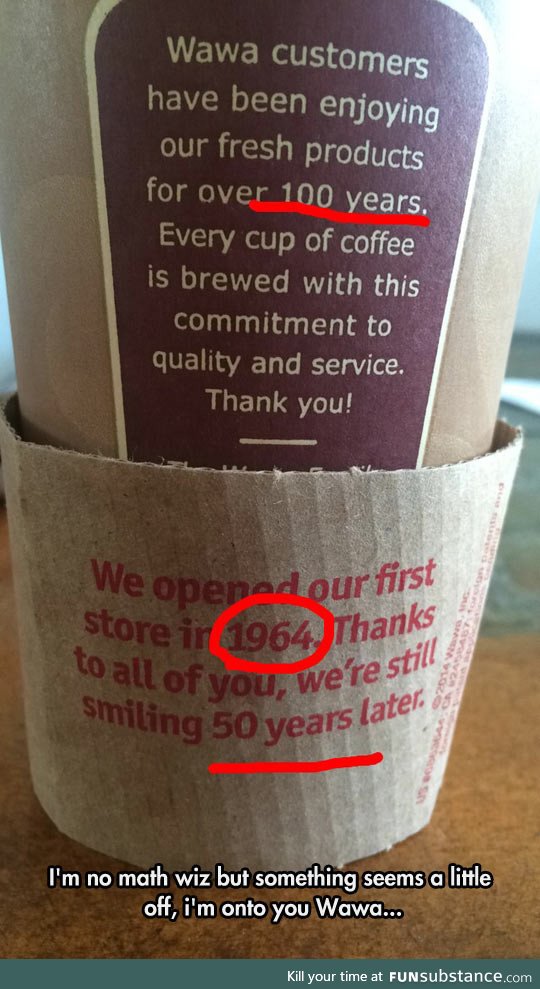 Wawa customers
have been enjoying
our fresh products
for over 100 years.
Every cup of coffee
is brewed with this
commitment to
quality and service.
Thank you!
We opened our first
store in 1964. Thanks
to all of you, we're still
smiling 50 years later.
I'm no math wiz but something seems a little
off, i'm onto you Wawa...
Kill your time at FUNsubstance.com